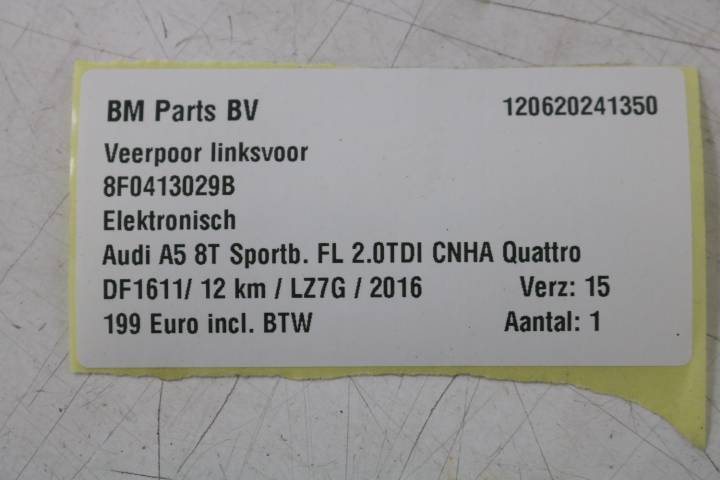 BM Parts BV 120620241350
Veerpoor linksvoor
8F0413029B
Elektronisch
Audi A5 8T Sportb. FL 2.0TDI CNHA Quattro
DF1611/ 12 km / LZ7G / 2016 Verz: 15
199 Euro incl. BTW Aantal: 1